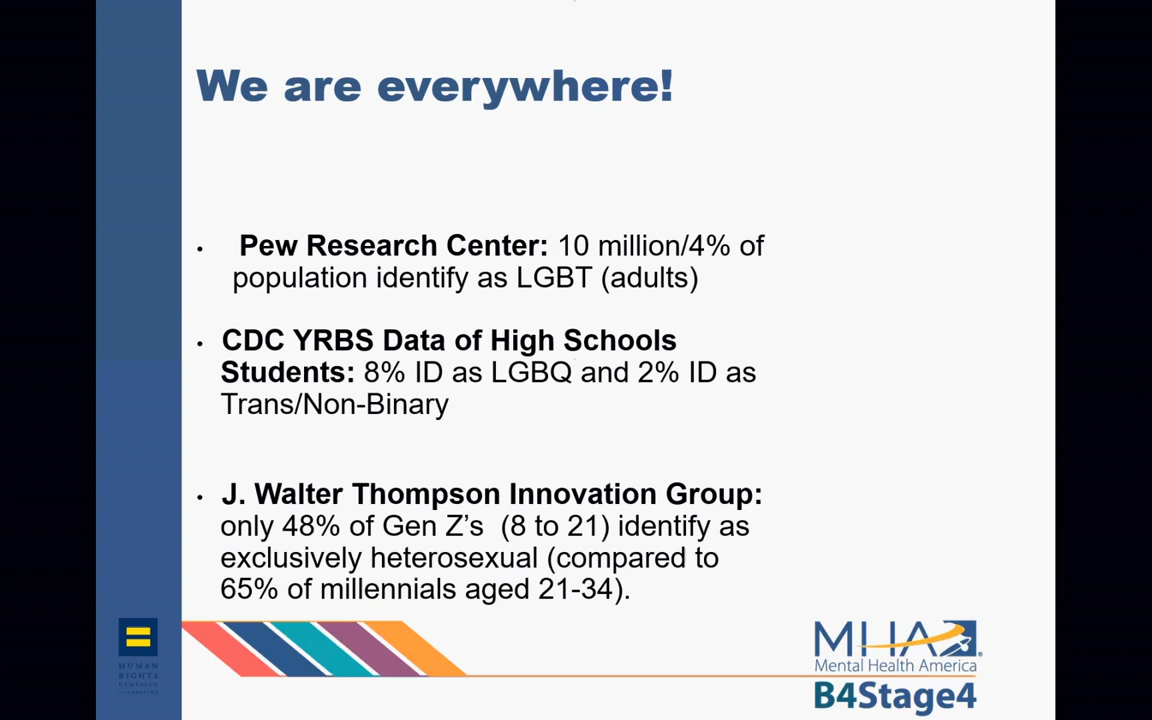 We are everywhere!
• Pew Research Center: 10 million/4% of
population identify as LGBT (adults)
• CDC YRBS Data of High Schools
Students: 8% ID as LGBQ and 2% ID as
Trans/Non-Binary
• J. Walter Thompson Innovation Group:
only 48% of Gen Z’s (8 to 21) identify as
exclusively heterosexual (compared to
65% of millennials aged 21-34).
HUMAN
RIGHTS
CAMPAIGN
FOUNDATION
MHA®
Mental Health America
B4Stage4